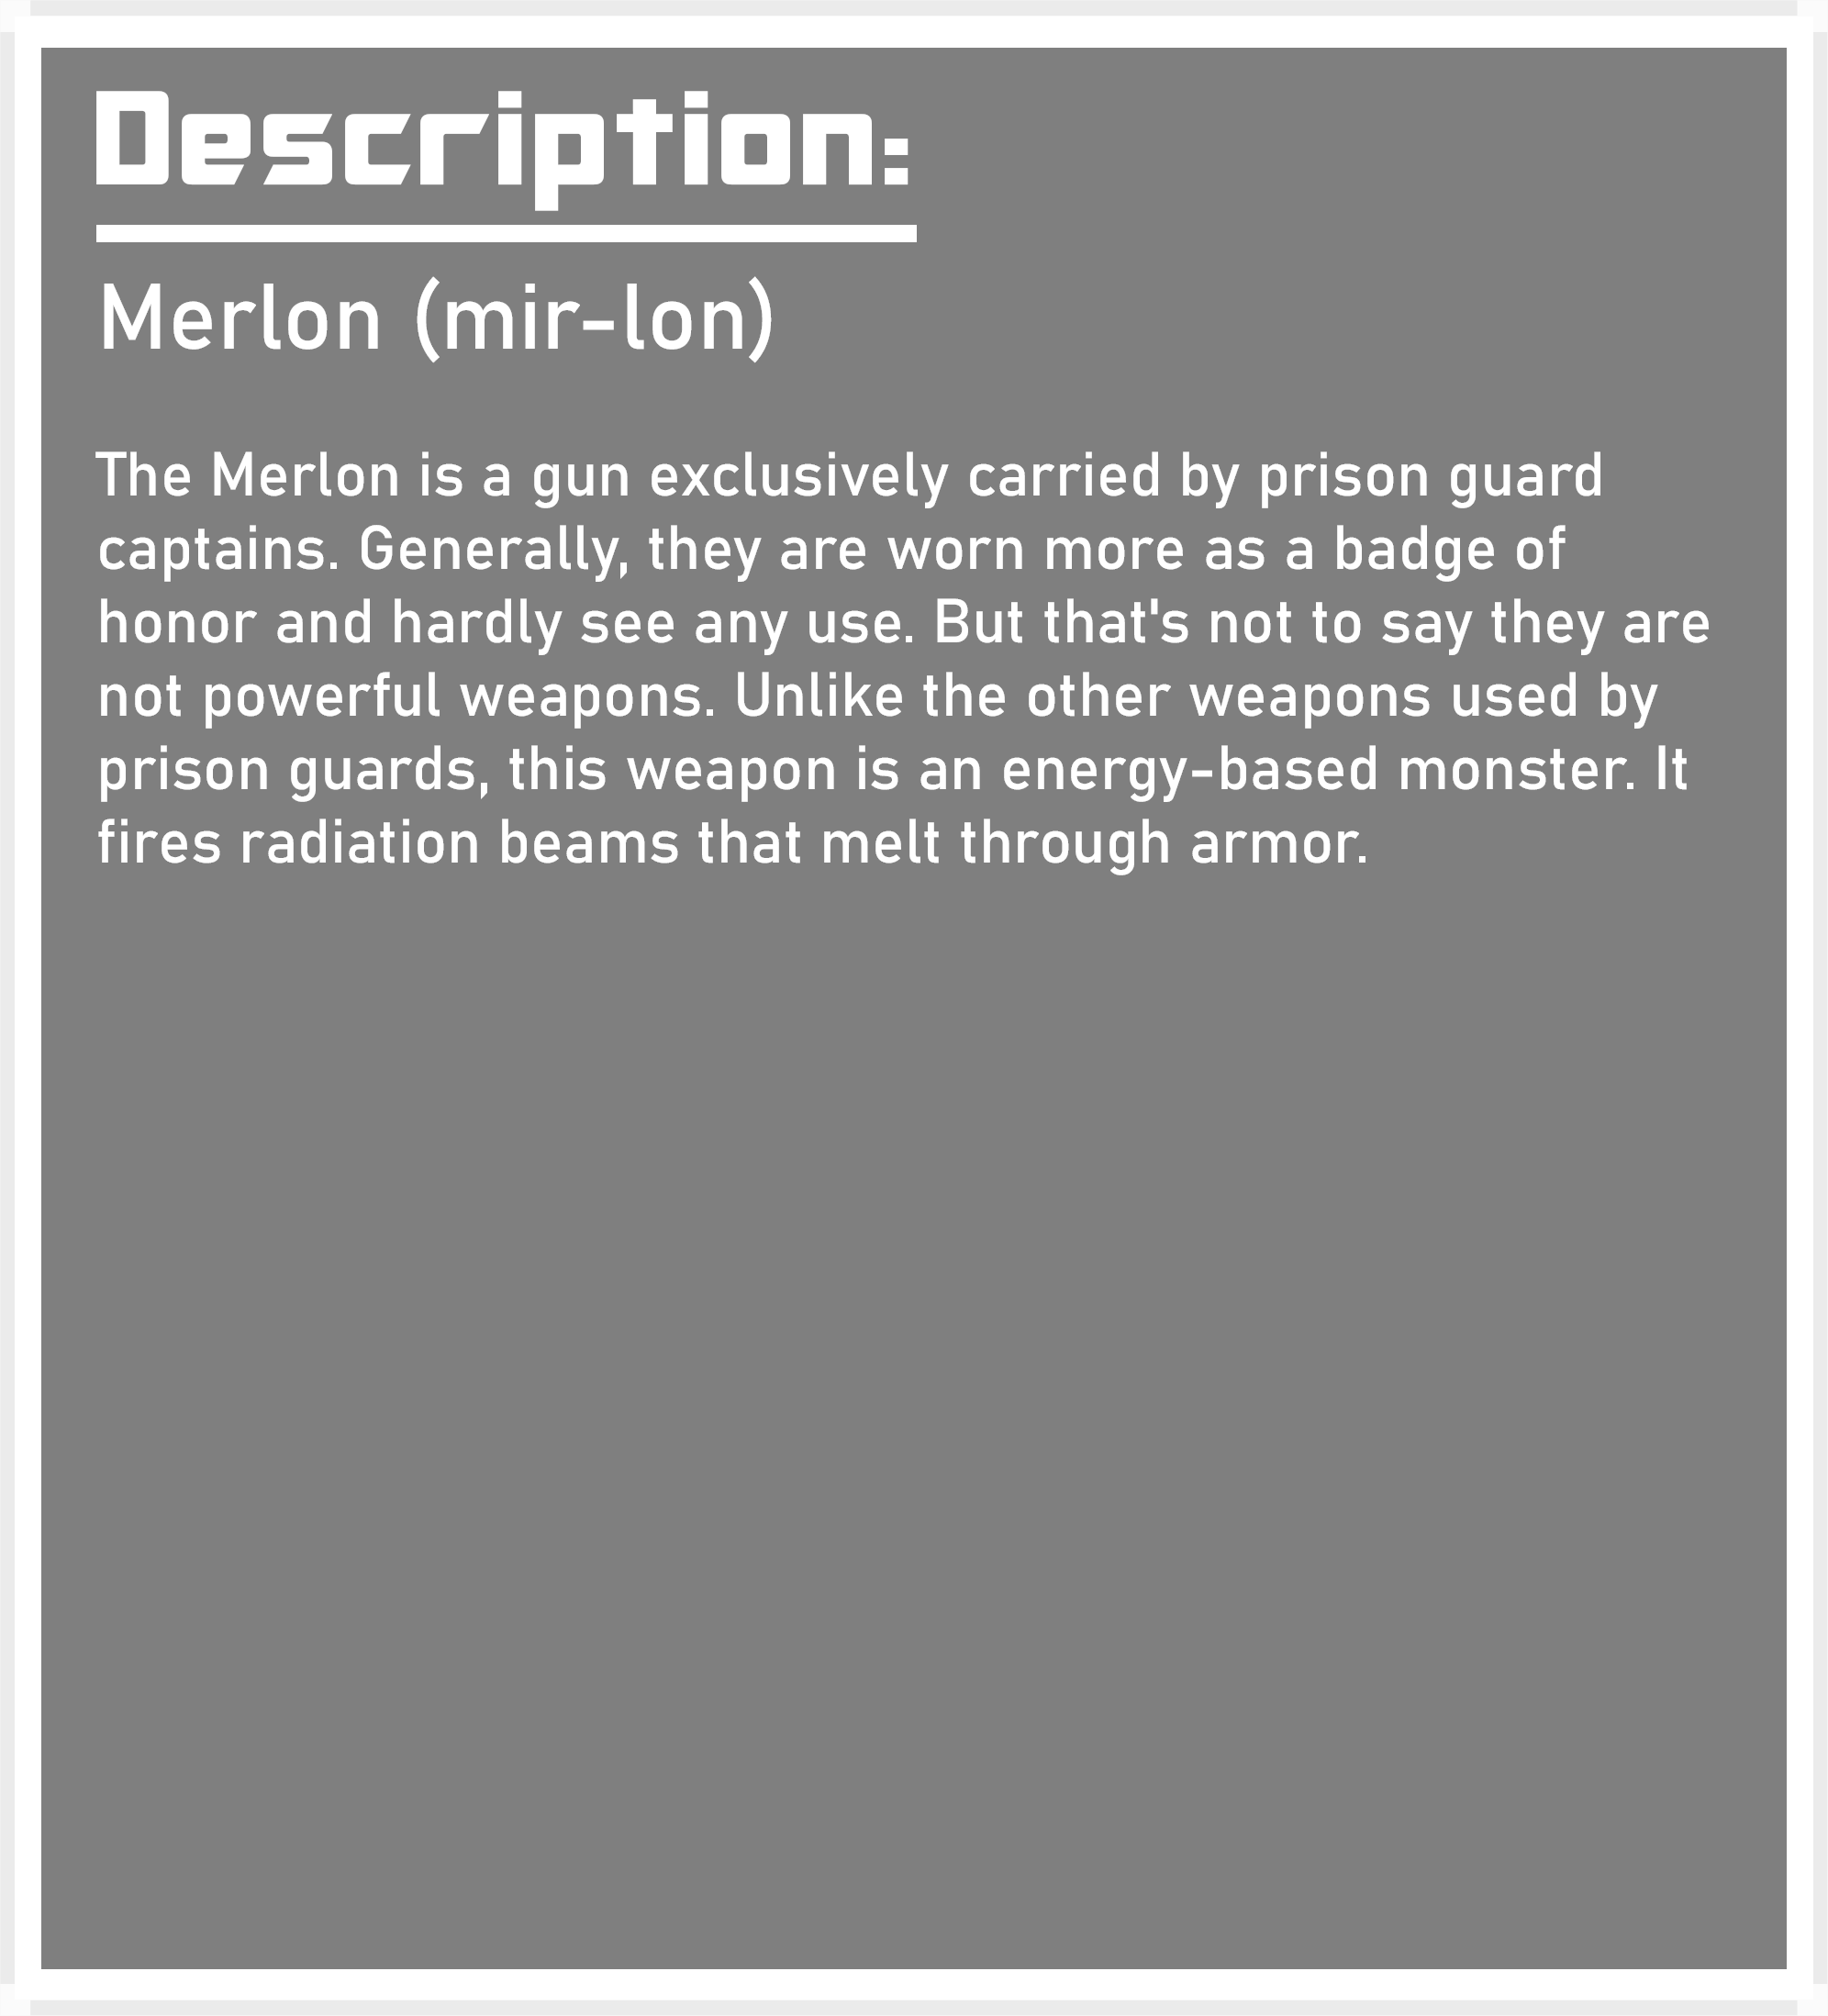 Description:
Merlon (mir-lon)
The Merlon is a gun exclusively carried by prison guard
captains. Generally, they are worn more as a badge of
honor and hardly see any use. But that's not to say they are
not powerful weapons. Unlike the other weapons used by
prison guards, this weapon is an energy-based monster. It
fires radiation beams that melt through armor.